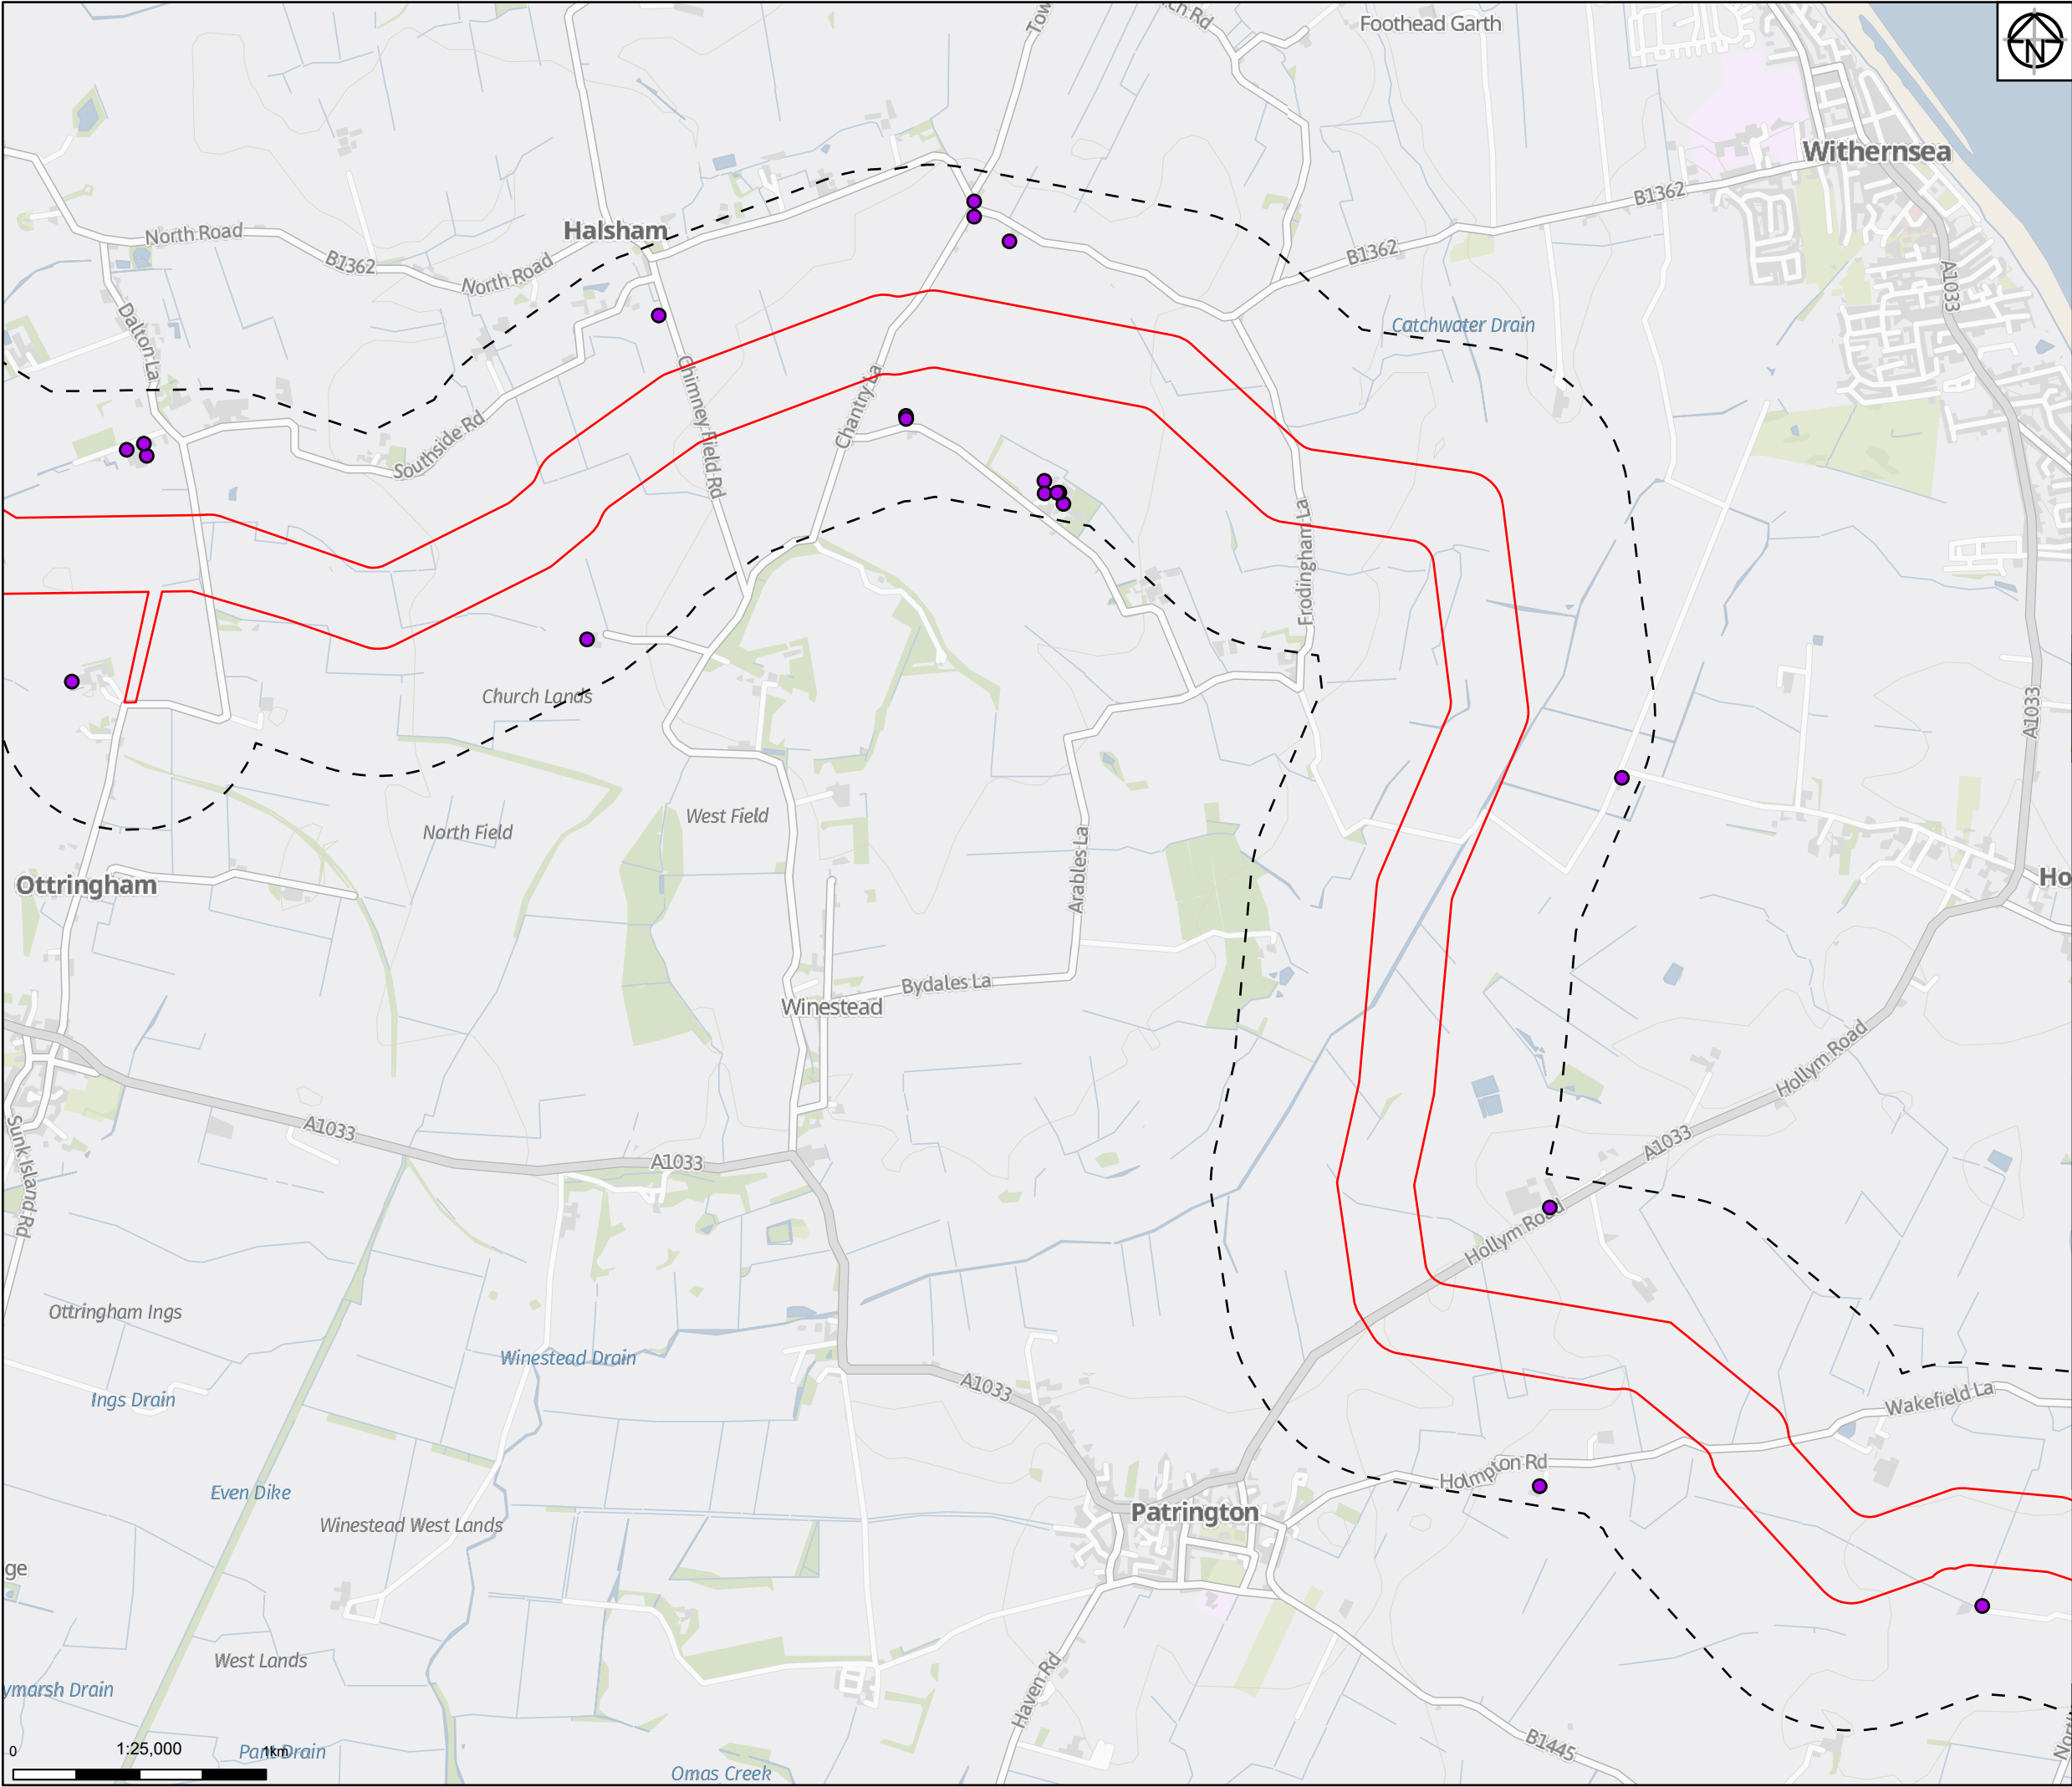 Foothead Garth
N
Withernsea
B1362
B1362
North Road
B1362
North Road
Halsham
A1033
Catchwater Drain
Dalton La
Southside Rd
Chimney Field Rd
Chantry La
Frodingham La
Church Lands
A1033
West Field
North Field
Ottringham
Arables La
Ho
Bydales La
Winestead
Hollym Road
A1033
A1033
A1033
Sunk Island Rd
Hollym Road
Ottringham Ings
Winestead Drain
Ings Drain
A1033
Wakefield La
Holmpton Rd
Even Dike
Patrington
Winestead West Lands
ge
West Lands
ymarsh Drain
Haven Rd
B1445
0
1:25,000
1km
Pant Drain
Omas Creek